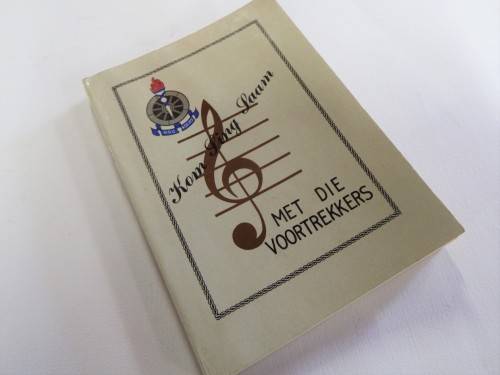 Kom Sing Saam
MET DIE
VOORTREKKERS